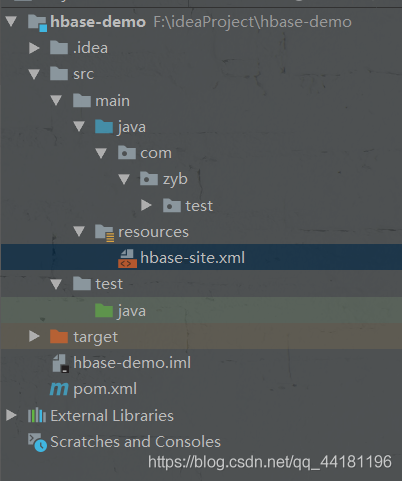 hbase-demo F:\ideaProject\hbase-demo
.idea
src
main
java
com
zyb
test
resources
hbase-site.xml
test
java
target
hbase-demo.iml
pom.xml
External Libraries
Scratches and Consoles
https://blog.csdn.net/qq_44181196